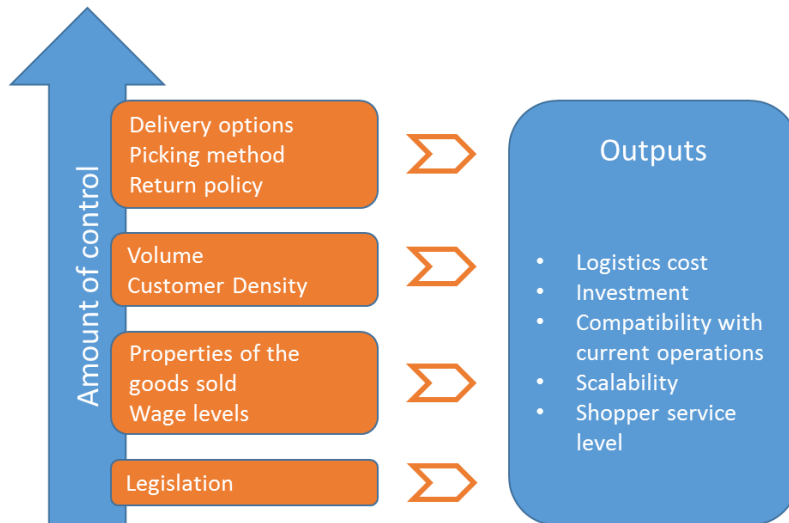 Amount of control
Delivery options
Picking method
Return policy
Volume
Customer Density
Properties of the
goods sold
Wage levels
Legislation
Outputs
• Logistics cost
• Investment
• Compatibility with
current operations
• Scalability
• Shopper service
level